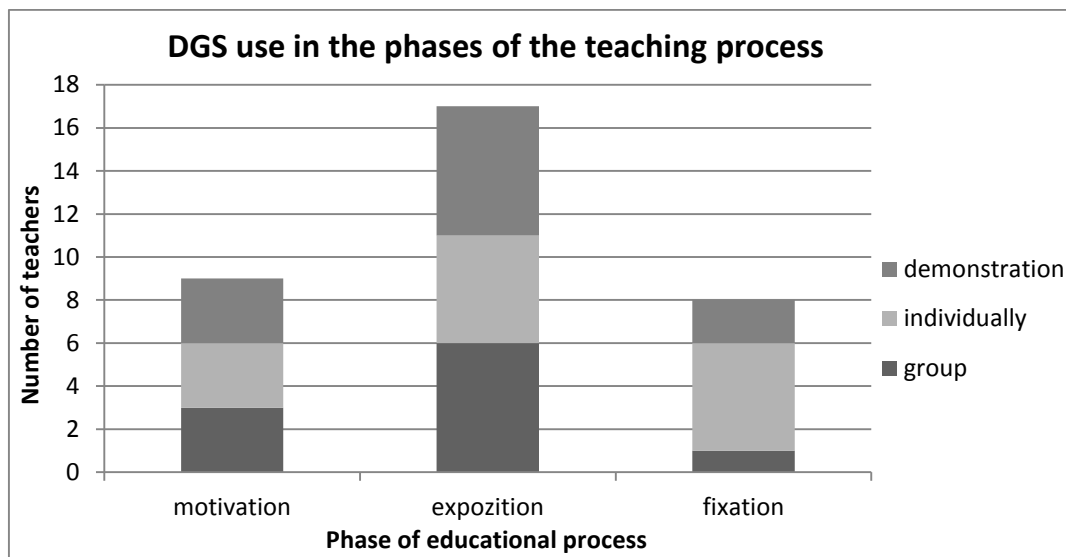 DGS use in the phases of the teaching process
18
16
14
12
10
8
6
4
2
0
Number of teachers
motivation
expozition
fixation
Phase of educational process
demonstration
individually
group